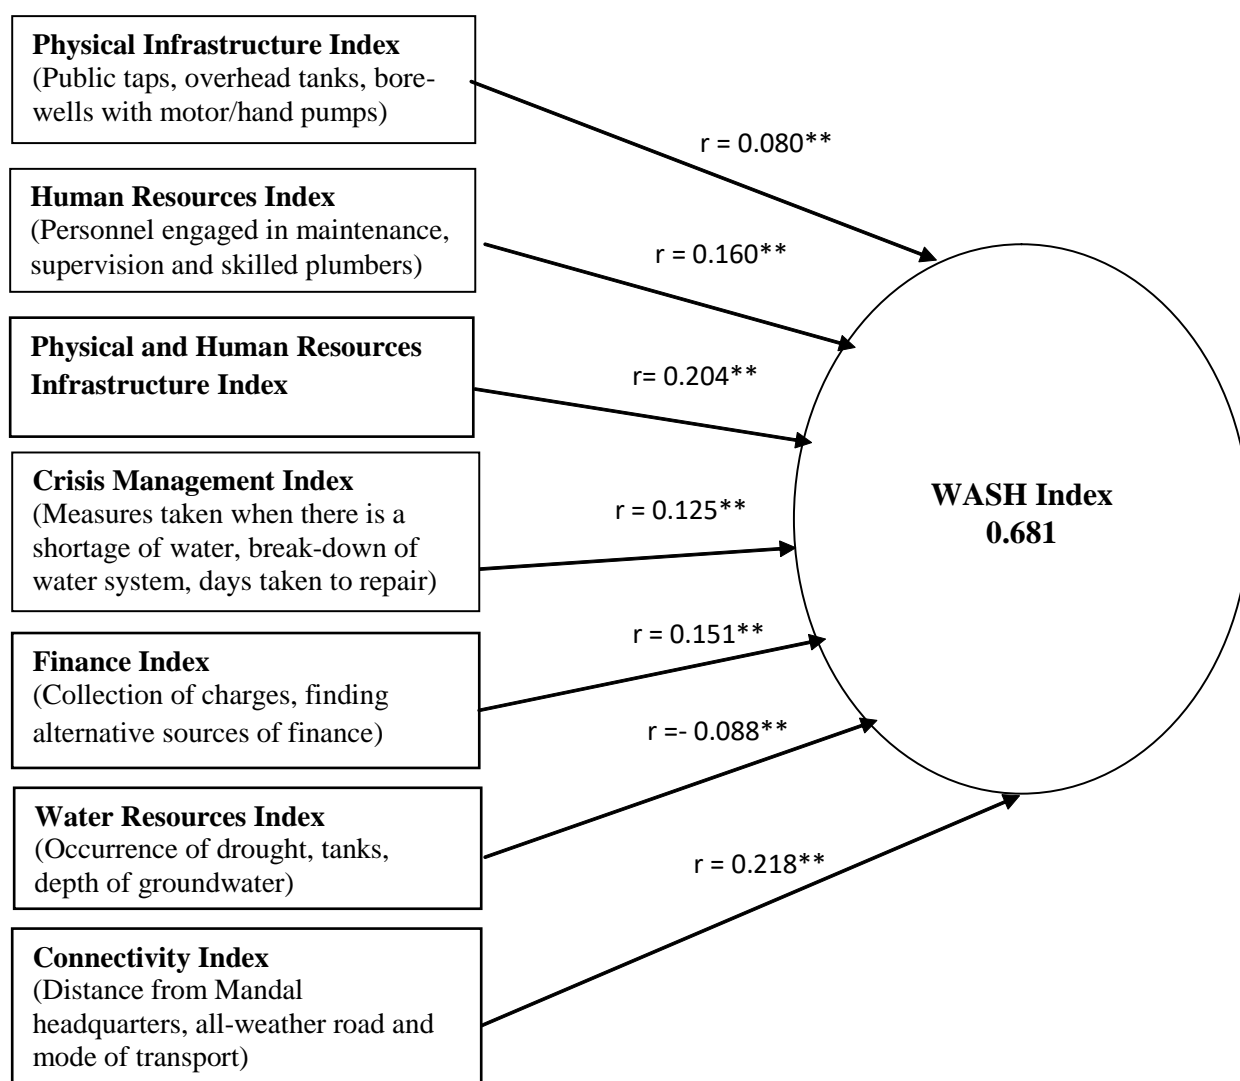 Physical Infrastructure Index
(Public taps, overhead tanks, bore-
wells with motor/hand pumps)
r = 0.080**
Human Resources Index
(Personnel engaged in maintenance,
supervision and skilled plumbers)
r = 0.160**
Physical and Human Resources
Infrastructure Index
r= 0.204**
Crisis Management Index
(Measures taken when there is a
shortage of water, break-down of
water system, days taken to repair)
r = 0.125**
WASH Index
0.681
Finance Index
(Collection of charges, finding
alternative sources of finance)
r = 0.151**
Water Resources Index
(Occurrence of drought, tanks,
depth of groundwater)
r =- 0.088**
Connectivity Index
(Distance from Mandal
headquarters, all-weather road and
mode of transport)
r = 0.218**